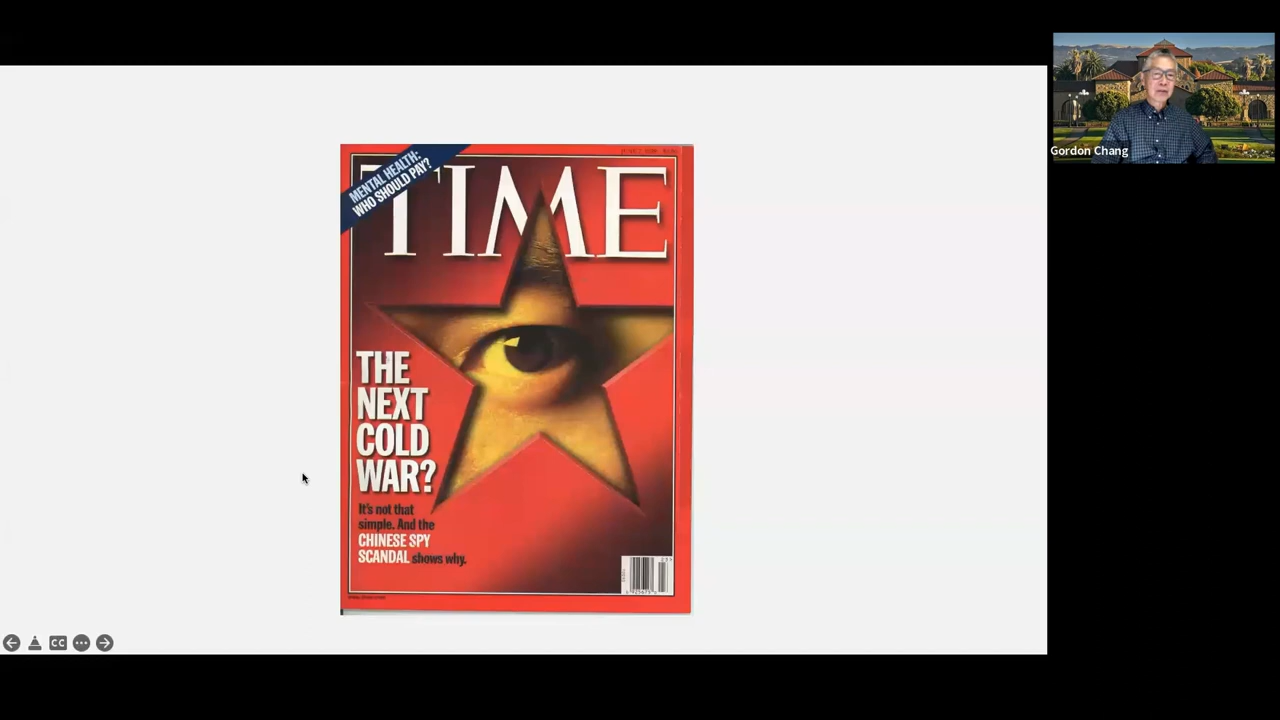 MENTAL HEALTH:
WHO SHOULD PAY?
TIME
THE
NEXT
COLD
WAR?
It's not that
simple. And the
CHINESE SPY
SCANDAL shows why.
CC
Gordon Chang